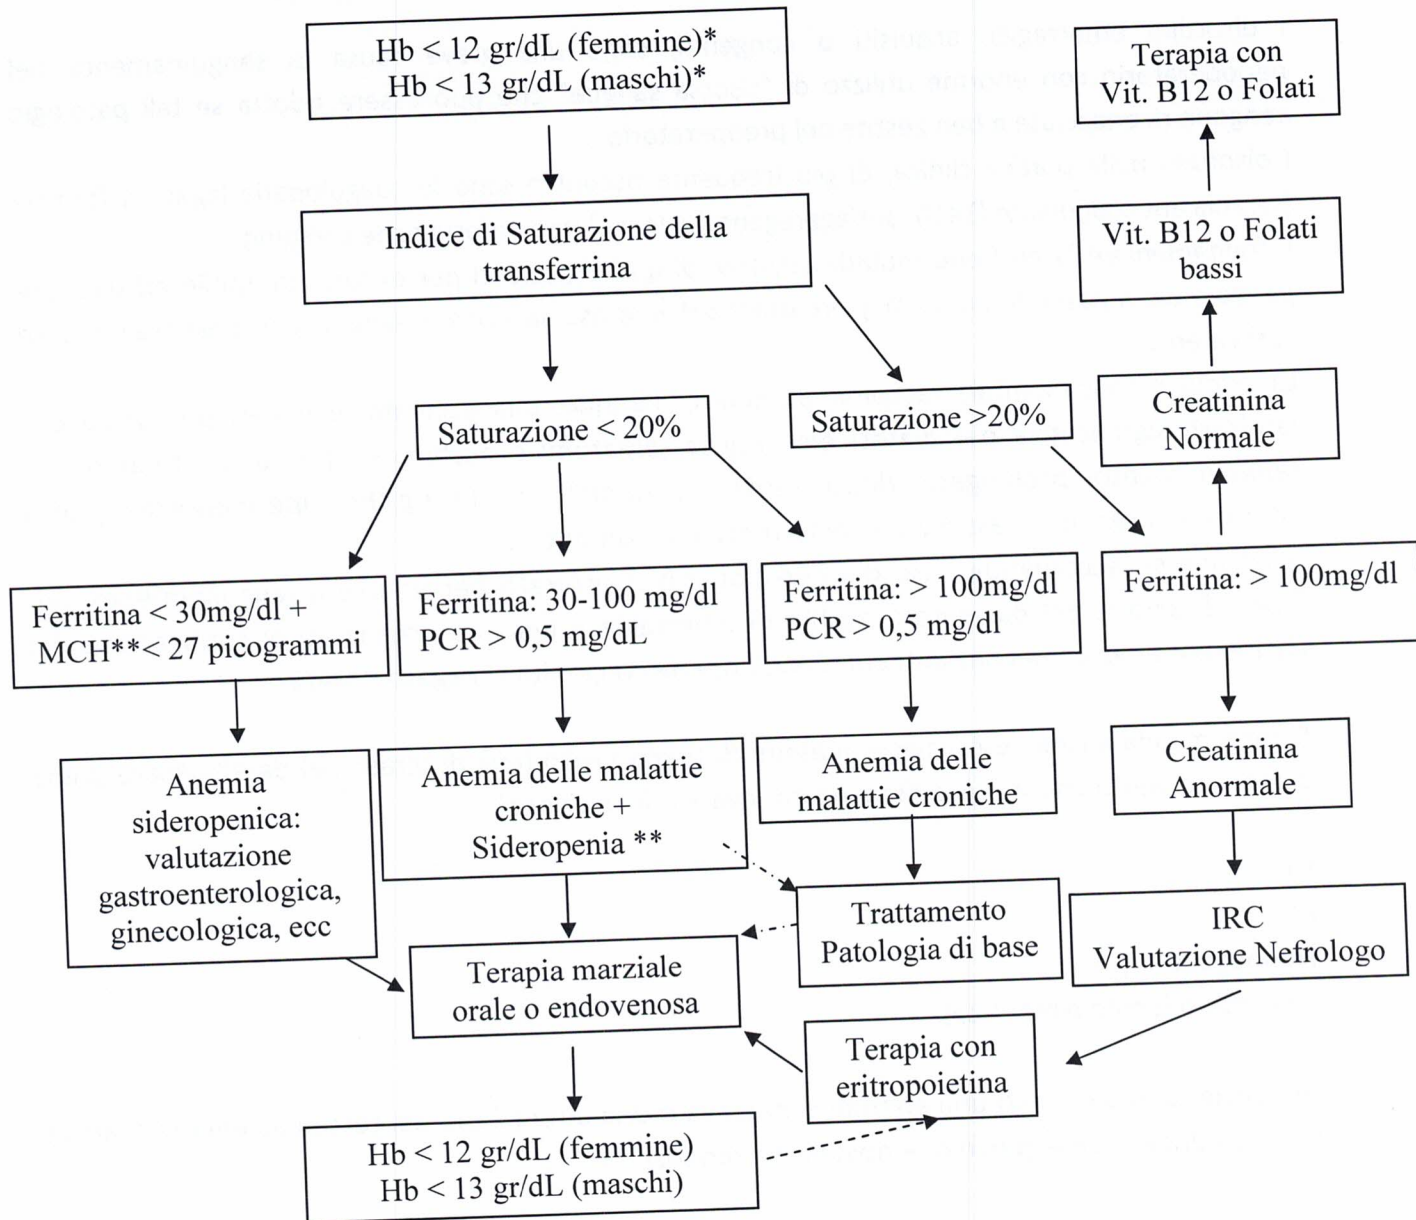 Hb < 12 gr/dL (femmine)*
Hb < 13 gr/dL (maschi)*
Terapia con
Vit. B12 o Folati
Indice di Saturazione della
transferrina
Vit. B12 o Folati
bassi
Saturazione < 20%
Saturazione >20%
Creatinina
Normale
Ferritina < 30mg/dl +
MCH**< 27 picogrammi
Ferritina: 30-100 mg/dl
PCR > 0,5 mg/dL
Ferritina: > 100mg/dl
PCR > 0,5 mg/dl
Ferritina: > 100mg/dl
Anemia
sideropenica:
valutazione
gastroenterologica,
ginecologica, ecc
Anemia delle malattie
croniche +
Sideropenia **
Anemia delle
malattie croniche
Creatinina
Anormale
Trattamento
Patologia di base
IRC
Valutazione Nefrologo
Terapia marziale
orale o endovenosa
Terapia con
eritropoietina
Hb < 12 gr/dL (femmine)
Hb < 13 gr/dL (maschi)